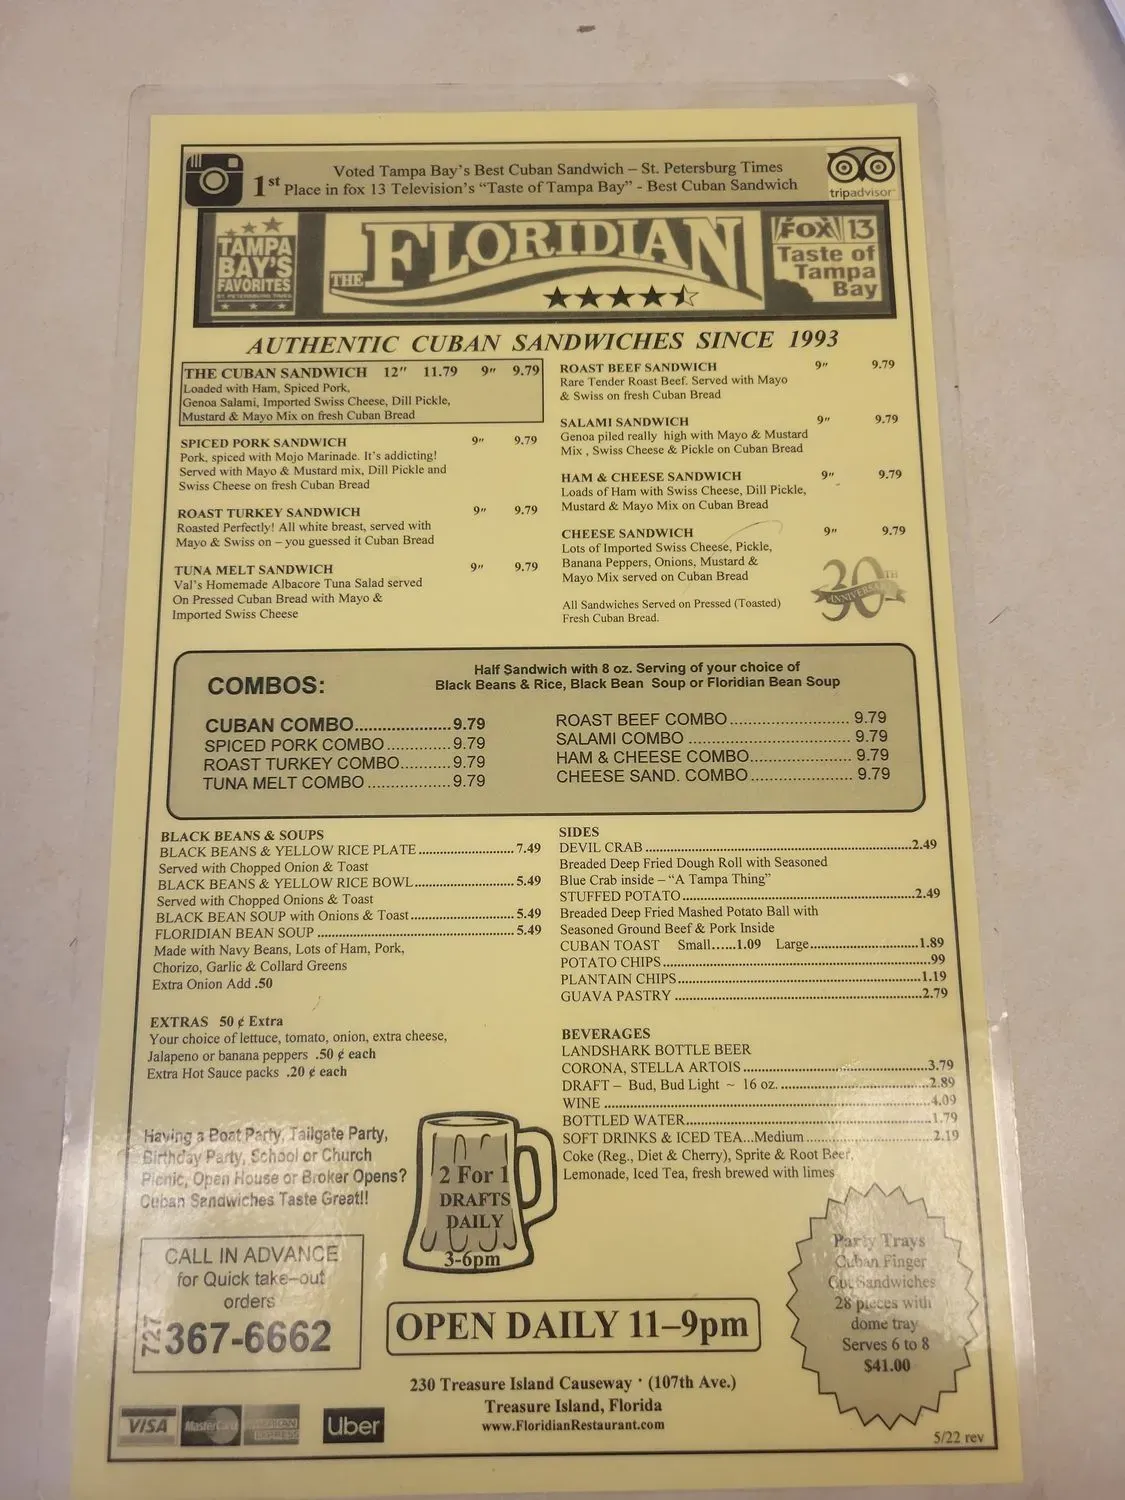 Voted Tampa Bay's Best Cuban Sandwich – St. Petersburg Times
1st Place in fox 13 Television's "Taste of Tampa Bay" - Best Cuban Sandwich
tripadvisor
TAMPA
BAY'S
FAVORITES
ST. PETERSBURG TIMES
THE FLORIDIAN
FOX 13
Taste of
Tampa
Bay
AUTHENTIC CUBAN SANDWICHES SINCE 1993
THE CUBAN SANDWICH 12" 11.79 9" 9.79
Loaded with Ham, Spiced Pork,
Genoa Salami, Imported Swiss Cheese, Dill Pickle,
Mustard & Mayo Mix on fresh Cuban Bread
SPICED PORK SANDWICH 9" 9.79
Pork, spiced with Mojo Marinade. It's addicting!
Served with Mayo & Mustard mix, Dill Pickle and
Swiss Cheese on fresh Cuban Bread
ROAST TURKEY SANDWICH 9" 9.79
Roasted Perfectly! All white breast, served with
Mayo & Swiss on – you guessed it Cuban Bread
TUNA MELT SANDWICH 9" 9.79
Val's Homemade Albacore Tuna Salad served
On Pressed Cuban Bread with Mayo &
Imported Swiss Cheese
ROAST BEEF SANDWICH 9" 9.79
Rare Tender Roast Beef. Served with Mayo
& Swiss on fresh Cuban Bread
SALAMI SANDWICH 9" 9.79
Genoa piled really high with Mayo & Mustard
Mix , Swiss Cheese & Pickle on Cuban Bread
HAM & CHEESE SANDWICH 9" 9.79
Loads of Ham with Swiss Cheese, Dill Pickle,
Mustard & Mayo Mix on Cuban Bread
CHEESE SANDWICH 9" 9.79
Lots of Imported Swiss Cheese, Pickle,
Banana Peppers, Onions, Mustard &
Mayo Mix served on Cuban Bread
All Sandwiches Served on Pressed (Toasted)
Fresh Cuban Bread.
30TH
ANNIVERSARY
COMBOS:
Half Sandwich with 8 oz. Serving of your choice of
Black Beans & Rice, Black Bean Soup or Floridian Bean Soup
CUBAN COMBO....................9.79
SPICED PORK COMBO.............9.79
ROAST TURKEY COMBO..........9.79
TUNA MELT COMBO.................9.79
ROAST BEEF COMBO........................ 9.79
SALAMI COMBO ................................. 9.79
HAM & CHEESE COMBO.................... 9.79
CHEESE SAND. COMBO..................... 9.79
BLACK BEANS & SOUPS
BLACK BEANS & YELLOW RICE PLATE........................7.49
Served with Chopped Onion & Toast
BLACK BEANS & YELLOW RICE BOWL.........................5.49
Served with Chopped Onions & Toast
BLACK BEAN SOUP with Onions & Toast..........................5.49
FLORIDIAN BEAN SOUP ...................................................5.49
Made with Navy Beans, Lots of Ham, Pork,
Chorizo, Garlic & Collard Greens
Extra Onion Add .50
EXTRAS 50 ¢ Extra
Your choice of lettuce, tomato, onion, extra cheese,
Jalapeno or banana peppers .50 ¢ each
Extra Hot Sauce packs .20 ¢ each
SIDES
DEVIL CRAB...................................................................2.49
Breaded Deep Fried Dough Roll with Seasoned
Blue Crab inside – "A Tampa Thing"
STUFFED POTATO..........................................................2.49
Breaded Deep Fried Mashed Potato Ball with
Seasoned Ground Beef & Pork Inside
CUBAN TOAST Small......1.09 Large...........................1.89
POTATO CHIPS..................................................................99
PLANTAIN CHIPS.............................................................1.19
GUAVA PASTRY..............................................................2.79
BEVERAGES
LANDSHARK BOTTLE BEER
CORONA, STELLA ARTOIS..............................................3.79
DRAFT – Bud, Bud Light ~ 16 oz. ...................................2.89
WINE ................................................................................4.09
BOTTLED WATER............................................................1.79
SOFT DRINKS & ICED TEA...Medium...............................2.19
Coke (Reg., Diet & Cherry), Sprite & Root Beer,
Lemonade, Iced Tea, fresh brewed with limes
Having a Boat Party, Tailgate Party,
Birthday Party, School or Church
Picnic, Open House or Broker Opens?
Cuban Sandwiches Taste Great!!
2 For 1
DRAFTS
DAILY
3-6pm
CALL IN ADVANCE
for Quick take–out
orders
727 367-6662
OPEN DAILY 11–9pm
Party Trays
Cuban Finger
Cut Sandwiches
28 pieces with
dome tray
Serves 6 to 8
$41.00
230 Treasure Island Causeway · (107th Ave.)
Treasure Island, Florida
www.FloridianRestaurant.com
VISA MasterCard AMERICAN EXPRESS Uber
5/22 rev